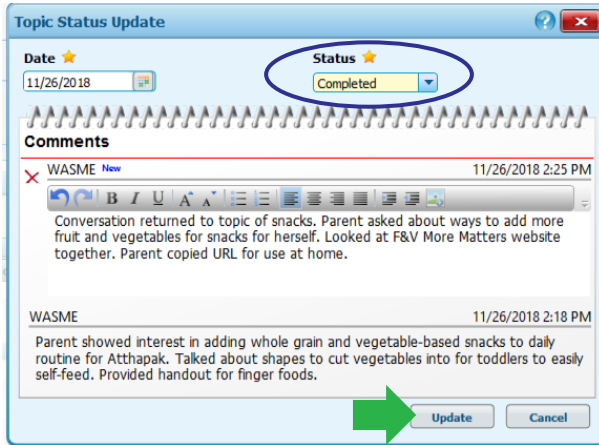 Topic Status Update
?
Date
Status
11/26/2018
Completed
Comments
WASME New
11/26/2018 2:25 PM
B I U A A
Conversation returned to topic of snacks. Parent asked about ways to add more
fruit and vegetables for snacks for herself. Looked at F&V More Matters website
together. Parent copied URL for use at home.
WASME
11/26/2018 2:18 PM
Parent showed interest in adding whole grain and vegetable-based snacks to daily
routine for Atthapak. Talked about shapes to cut vegetables into for toddlers to easily
self-feed. Provided handout for finger foods.
Update
Cancel